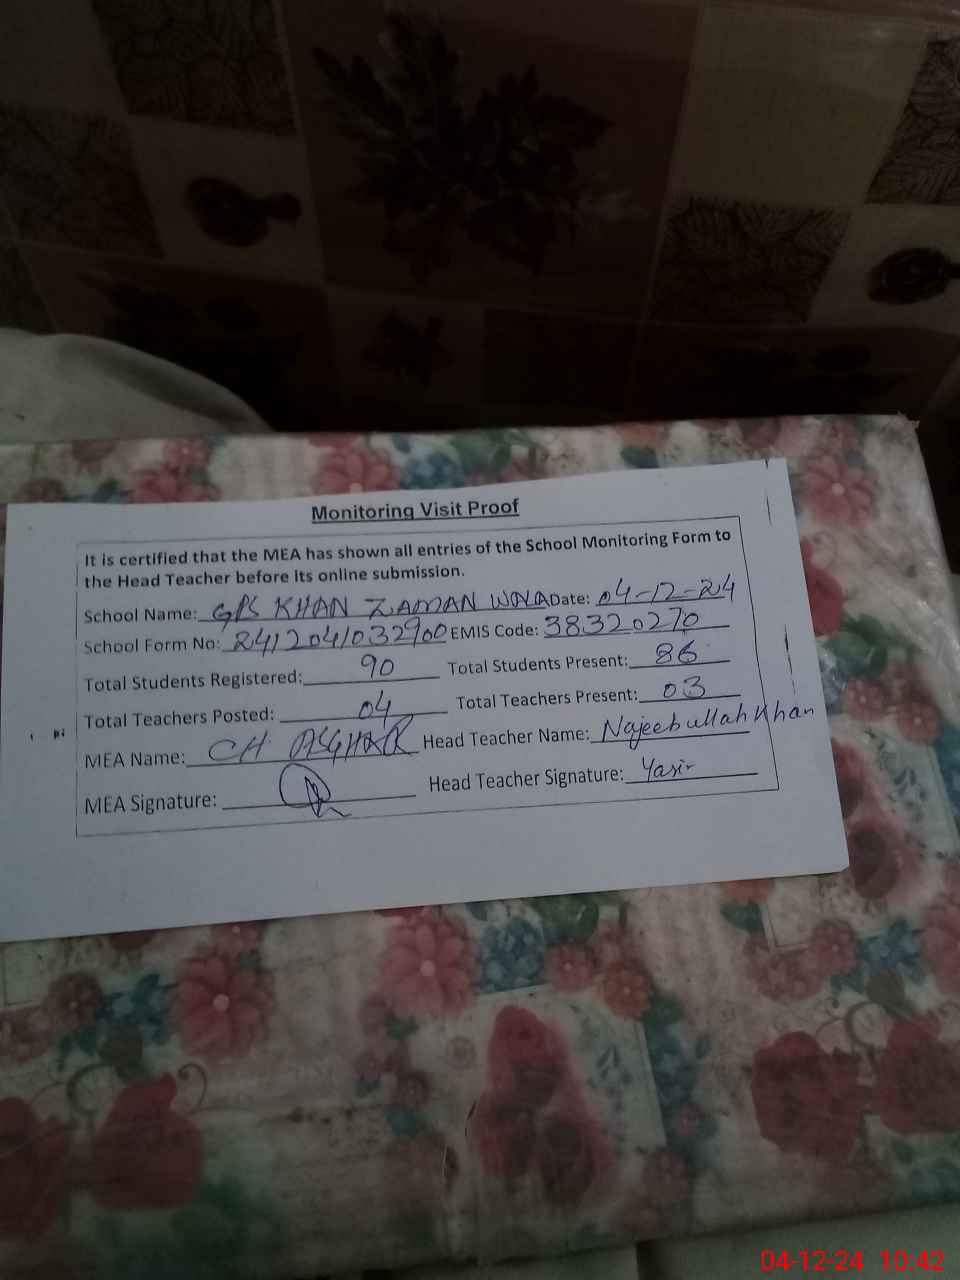 Monitoring Visit Proof
It is certified that the MEA has shown all entries of the School Monitoring Form to
the Head Teacher before its online submission.
School Name: GPS KHAN ZAMAN WALA Date: 04-12-24
School Form No: 2412041032900 EMIS Code: 38320270
Total Students Registered: 90 Total Students Present: 86
Total Teachers Posted: 04 Total Teachers Present: 03
MEA Name: CH ASGHAR Head Teacher Name: Najeebullah Khan
MEA Signature: Head Teacher Signature: Yasir
04-12-24 10:42